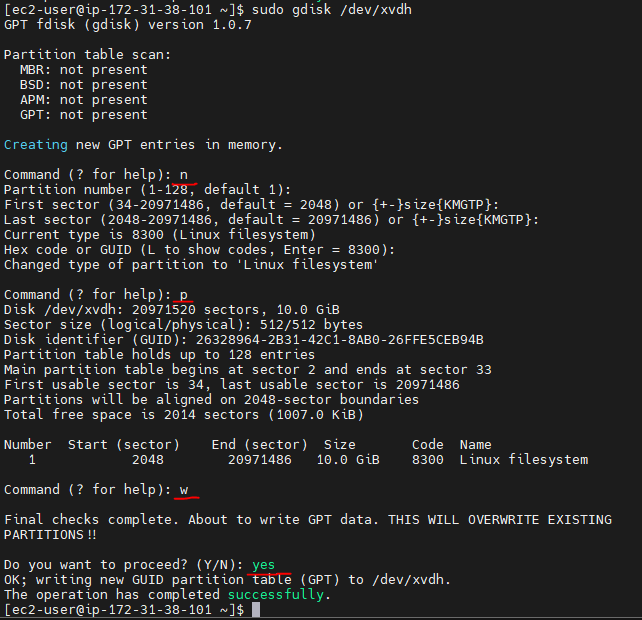 [ec2-user@ip-172-31-38-101 ~]$ sudo gdisk /dev/xvdh
GPT fdisk (gdisk) version 1.0.7
Partition table scan:
  MBR: not present
  BSD: not present
  APM: not present
  GPT: not present
Creating new GPT entries in memory.
Command (? for help): n
Partition number (1-128, default 1):
First sector (34-20971486, default = 2048) or {+-}size{KMGTP}:
Last sector (2048-20971486, default = 20971486) or {+-}size{KMGTP}:
Current type is 8300 (Linux filesystem)
Hex code or GUID (L to show codes, Enter = 8300):
Changed type of partition to 'Linux filesystem'
Command (? for help): p
Disk /dev/xvdh: 20971520 sectors, 10.0 GiB
Sector size (logical/physical): 512/512 bytes
Disk identifier (GUID): 26328964-2B31-42C1-8AB0-26FFE5CEB94B
Partition table holds up to 128 entries
Main partition table begins at sector 2 and ends at sector 33
First usable sector is 34, last usable sector is 20971486
Partitions will be aligned on 2048-sector boundaries
Total free space is 2014 sectors (1007.0 KiB)
Number  Start (sector)    End (sector)  Size       Code  Name
   1            2048        20971486   10.0 GiB    8300  Linux filesystem
Command (? for help): w
Final checks complete. About to write GPT data. THIS WILL OVERWRITE EXISTING
PARTITIONS!!
Do you want to proceed? (Y/N): yes
OK; writing new GUID partition table (GPT) to /dev/xvdh.
The operation has completed successfully.
[ec2-user@ip-172-31-38-101 ~]$